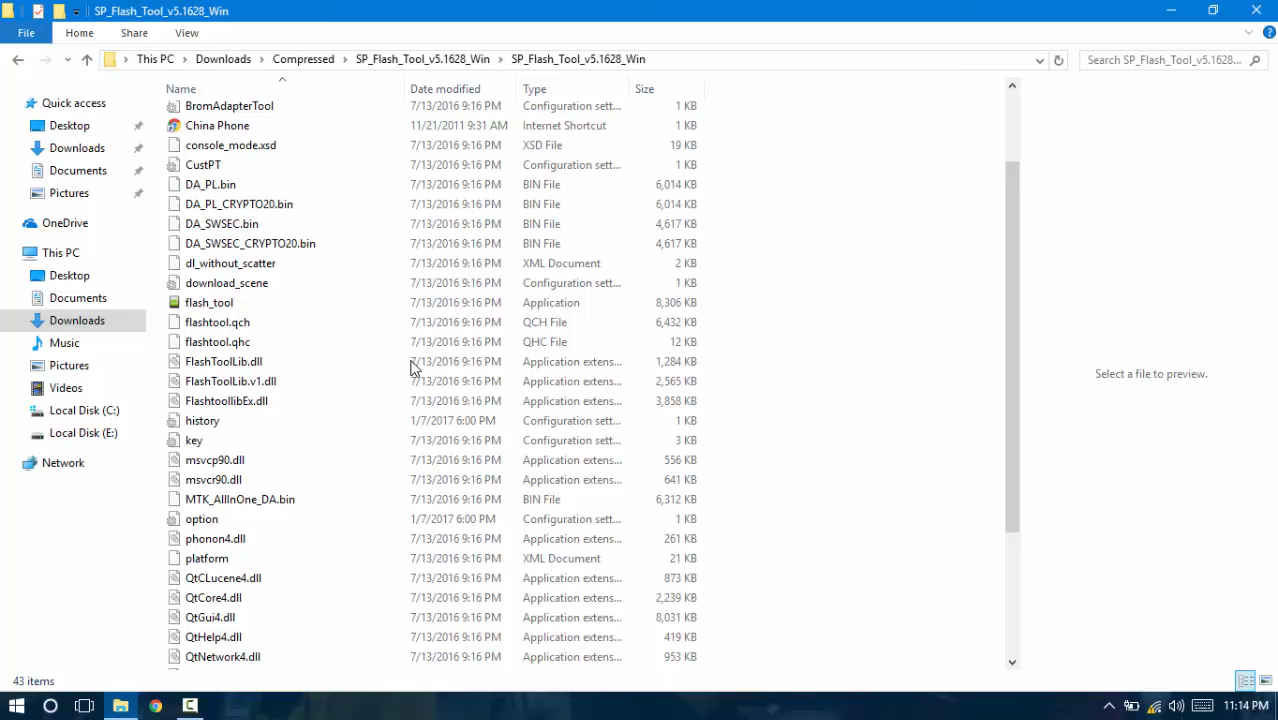 SP_Flash_Tool_v5.1628_Win
File Home Share View
This PC Downloads Compressed SP_Flash_Tool_v5.1628_Win SP_Flash_Tool_v5.1628_Win Search SP_Flash_Tool_v5.1628...
Quick access
Desktop
Downloads
Documents
Pictures
OneDrive
This PC
Desktop
Documents
Downloads
Music
Pictures
Videos
Local Disk (C:)
Local Disk (E:)
Network
Name Date modified Type Size
BromAdapterTool 7/13/2016 9:16 PM Configuration sett... 1 KB
China Phone 11/21/2011 9:31 AM Internet Shortcut 1 KB
console_mode.xsd 7/13/2016 9:16 PM XSD File 19 KB
CustPT 7/13/2016 9:16 PM Configuration sett... 1 KB
DA_PL.bin 7/13/2016 9:16 PM BIN File 6,014 KB
DA_PL_CRYPTO20.bin 7/13/2016 9:16 PM BIN File 6,014 KB
DA_SWSEC.bin 7/13/2016 9:16 PM BIN File 4,617 KB
DA_SWSEC_CRYPTO20.bin 7/13/2016 9:16 PM BIN File 4,617 KB
dl_without_scatter 7/13/2016 9:16 PM XML Document 2 KB
download_scene 7/13/2016 9:16 PM Configuration sett... 1 KB
flash_tool 7/13/2016 9:16 PM Application 8,306 KB
flashtool.qch 7/13/2016 9:16 PM QCH File 6,432 KB
flashtool.qhc 7/13/2016 9:16 PM QHC File 12 KB
FlashToolLib.dll 7/13/2016 9:16 PM Application extens... 1,284 KB
FlashToolLib.v1.dll 7/13/2016 9:16 PM Application extens... 2,565 KB
FlashtoollibEx.dll 7/13/2016 9:16 PM Application extens... 3,858 KB
history 1/7/2017 6:00 PM Configuration sett... 1 KB
key 7/13/2016 9:16 PM Configuration sett... 3 KB
msvcp90.dll 7/13/2016 9:16 PM Application extens... 556 KB
msvcr90.dll 7/13/2016 9:16 PM Application extens... 641 KB
MTK_AllInOne_DA.bin 7/13/2016 9:16 PM BIN File 6,312 KB
option 1/7/2017 6:00 PM Configuration sett... 1 KB
phonon4.dll 7/13/2016 9:16 PM Application extens... 261 KB
platform 7/13/2016 9:16 PM XML Document 21 KB
QtCLucene4.dll 7/13/2016 9:16 PM Application extens... 873 KB
QtCore4.dll 7/13/2016 9:16 PM Application extens... 2,239 KB
QtGui4.dll 7/13/2016 9:16 PM Application extens... 8,031 KB
QtHelp4.dll 7/13/2016 9:16 PM Application extens... 419 KB
QtNetwork4.dll 7/13/2016 9:16 PM Application extens... 953 KB
Select a file to preview.
43 items
11:14 PM